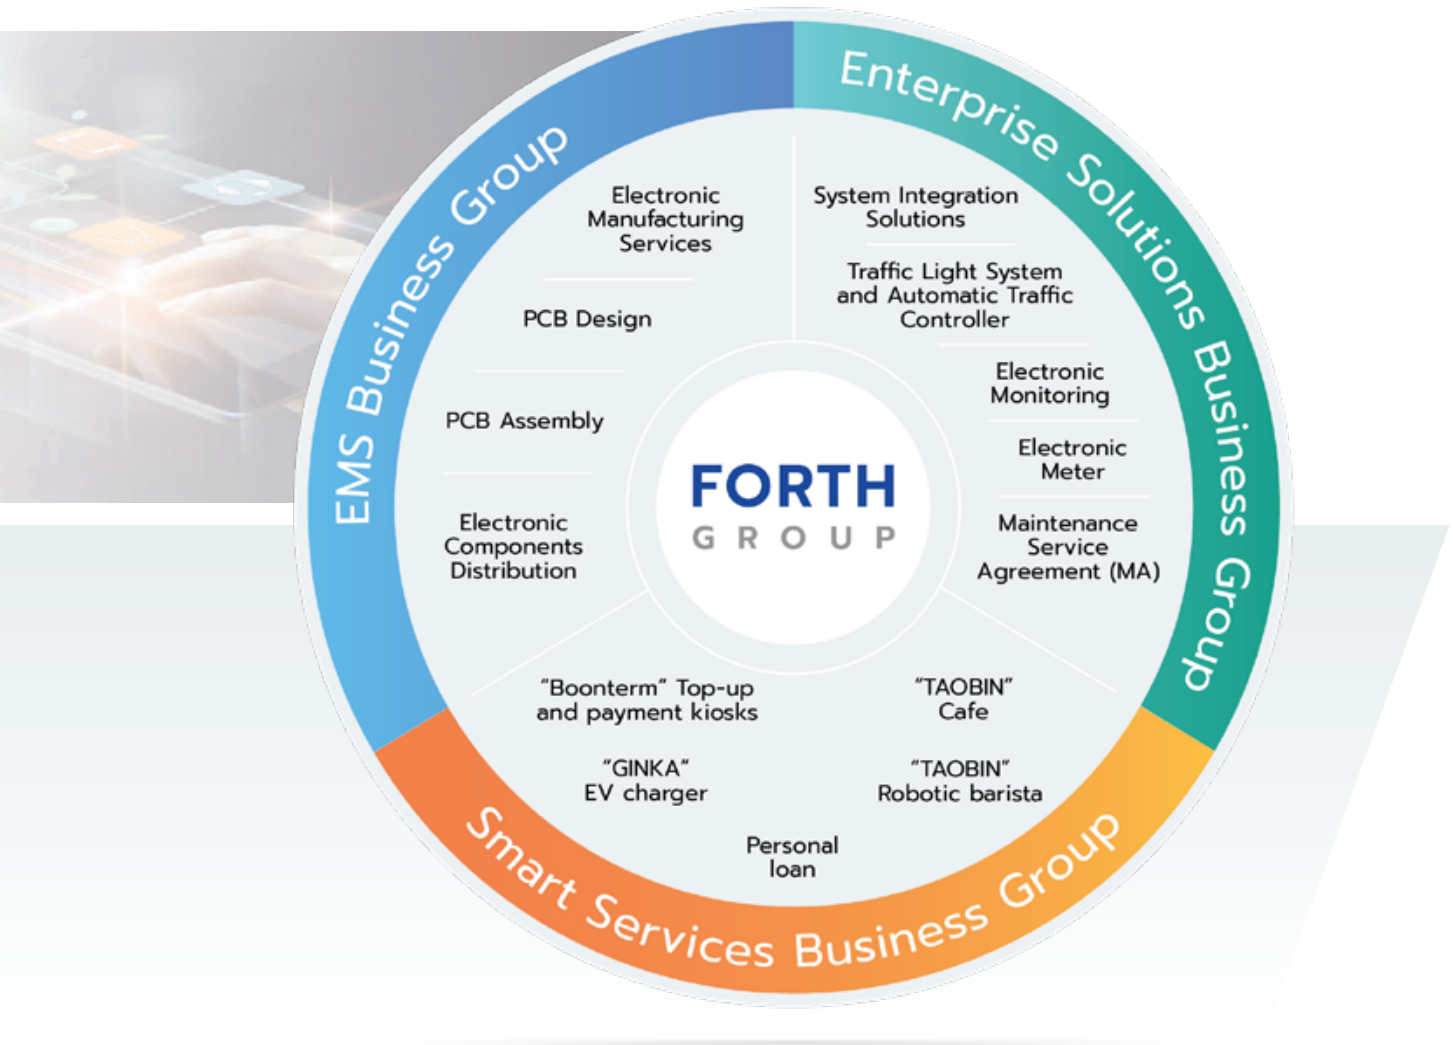 EMS Business Group
Electronic
Manufacturing
Services
PCB Design
PCB Assembly
Electronic
Components
Distribution
Enterprise Solutions Business Group
System Integration
Solutions
Traffic Light System
and Automatic Traffic
Controller
Electronic
Monitoring
Electronic
Meter
Maintenance
Service
Agreement (MA)
FORTH
GROUP
"Boonterm" Top-up
and payment kiosks
"GINKA"
EV charger
Personal
loan
"TAOBIN"
Cafe
"TAOBIN"
Robotic barista
Smart Services Business Group